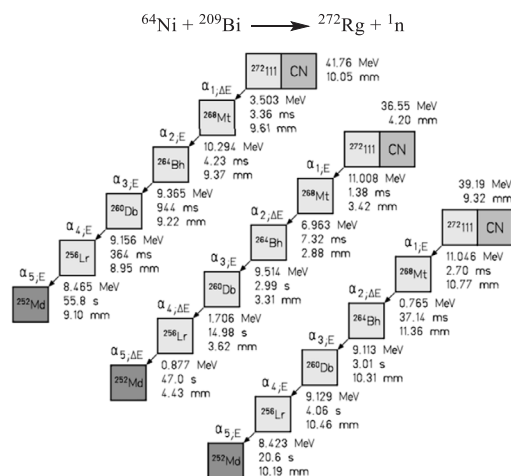 ⁶⁴Ni + ²⁰⁹Bi ⟶ ²⁷²Rg + ¹n
²⁷²111 CN
41.76 MeV
10.05 mm
α₁,ΔE
²⁶⁸Mt
3.503 MeV
3.36 ms
9.61 mm
α₂,E
²⁶⁴Bh
10.294 MeV
4.23 ms
9.37 mm
α₃,E
²⁶⁰Db
9.365 MeV
944 ms
9.22 mm
α₄,E
²⁵⁶Lr
9.156 MeV
364 ms
8.95 mm
α₅,E
²⁵²Md
8.465 MeV
55.8 s
9.10 mm
36.55 MeV
4.20 mm
²⁷²111 CN
α₁,E
²⁶⁸Mt
11.008 MeV
1.38 ms
3.42 mm
α₂,ΔE
²⁶⁴Bh
6.963 MeV
7.32 ms
2.88 mm
α₃,E
²⁶⁰Db
9.514 MeV
2.99 s
3.31 mm
α₄,ΔE
²⁵⁶Lr
1.706 MeV
14.98 s
3.62 mm
α₅,ΔE
²⁵²Md
0.877 MeV
47.0 s
4.43 mm
39.19 MeV
9.32 mm
²⁷²111 CN
α₁,E
²⁶⁸Mt
11.046 MeV
2.70 ms
10.77 mm
α₂,ΔE
²⁶⁴Bh
0.765 MeV
37.14 ms
11.36 mm
α₃,E
²⁶⁰Db
9.113 MeV
3.01 s
10.31 mm
α₄,E
²⁵⁶Lr
9.129 MeV
4.06 s
10.46 mm
α₅,E
²⁵²Md
8.423 MeV
20.6 s
10.19 mm